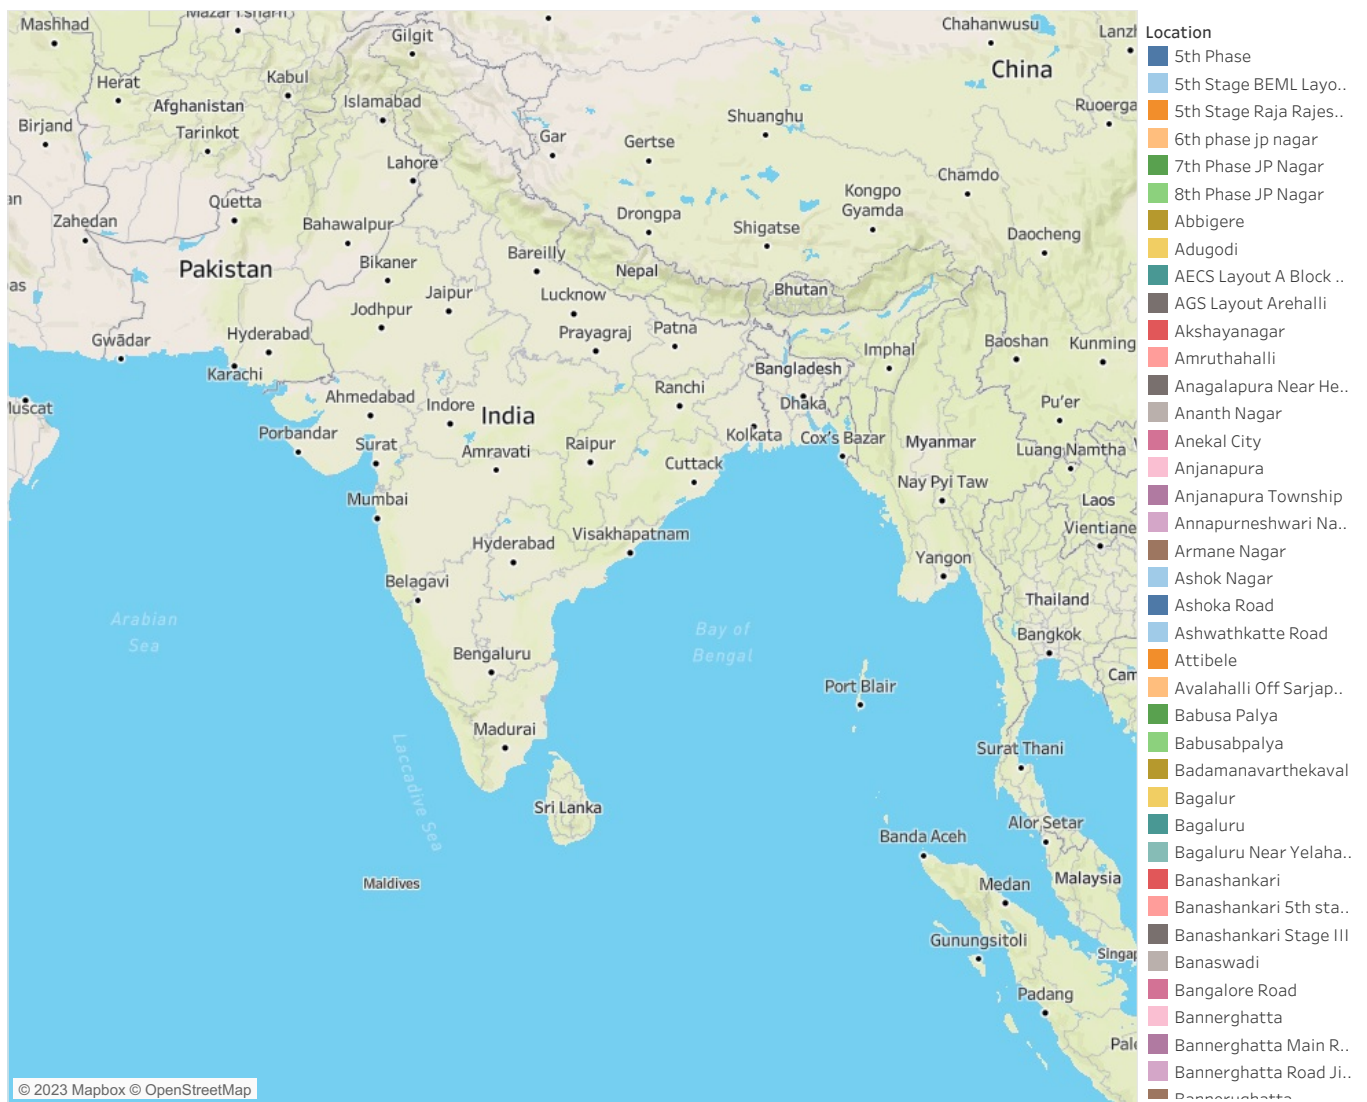 Mashhad
Mazar I sharh
Gilgit
Chahanwusu
China
Herat
Kabul
Afghanistan
Islamabad
Shuanghu
Birjand
Tarinkot
Gar
Gertse
Lahore
Chamdo
Quetta
Kongpo
Gyamda
Zahedan
Bahawalpur
Drongpa
Shigatse
Daocheng
Pakistan
Bikaner
Bareilly
Nepal
Bhutan
Jaipur
Lucknow
Jodhpur
Prayagraj
Patna
Gwādar
Hyderabad
Imphal
Baoshan
Kunming
Karachi
Bangladesh
Ranchi
Ahmedabad
Indore
India
Dhaka
Pu'er
Porbandar
Surat
Amravati
Raipur
Kolkata
Cox's Bazar
Myanmar
Luang Namtha
Cuttack
Nay Pyi Taw
Mumbai
Laos
Visakhapatnam
Vientiane
Hyderabad
Yangon
Belagavi
Thailand
Arabian
Sea
Bay of
Bengal
Bangkok
Bengaluru
Port Blair
Madurai
Surat Thani
Laccadive Sea
Sri Lanka
Alor Setar
Banda Aceh
Maldives
Medan
Malaysia
Gunungsitoli
Padang
© 2023 Mapbox © OpenStreetMap
Location
5th Phase
5th Stage BEML Layo..
5th Stage Raja Rajes..
6th phase jp nagar
7th Phase JP Nagar
8th Phase JP Nagar
Abbigere
Adugodi
AECS Layout A Block ..
AGS Layout Arehalli
Akshayanagar
Amruthahalli
Anagalapura Near He..
Ananth Nagar
Anekal City
Anjanapura
Anjanapura Township
Annapurneshwari Na..
Armane Nagar
Ashok Nagar
Ashoka Road
Ashwathkatte Road
Attibele
Avalahalli Off Sarjap..
Babusa Palya
Babusabpalya
Badamanavarthekaval
Bagalur
Bagaluru
Bagaluru Near Yelaha..
Banashankari
Banashankari 5th sta..
Banashankari Stage III
Banaswadi
Bangalore Road
Bannerghatta
Bannerghatta Main R..
Bannerghatta Road Ji..
Bannerughatta